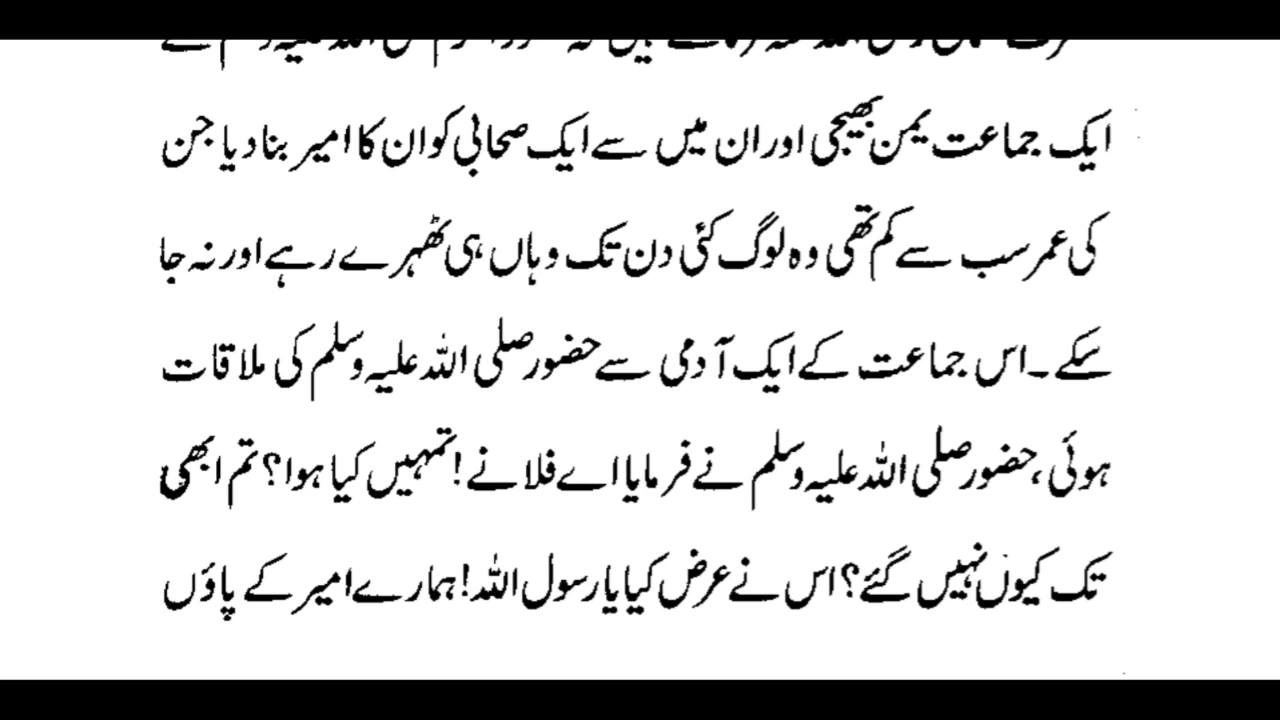 ایک جماعت یمن بھیجی اور ان میں سے ایک صحابی کو ان کا امیر بنا دیا جن
کی عمر سب سے کم تھی وہ لوگ کئی دن تک وہاں ہی ٹھہرے رہے اور نہ جا
سکے۔ اس جماعت کے ایک آدمی سے حضور صلی اللہ علیہ وسلم کی ملاقات
ہوئی، حضور صلی اللہ علیہ وسلم نے فرمایا اے فلانے! تمہیں کیا ہوا؟ تم ابھی
تک کیوں نہیں گئے؟ اس نے عرض کیا یا رسول اللہ! ہمارے امیر کے پاؤں